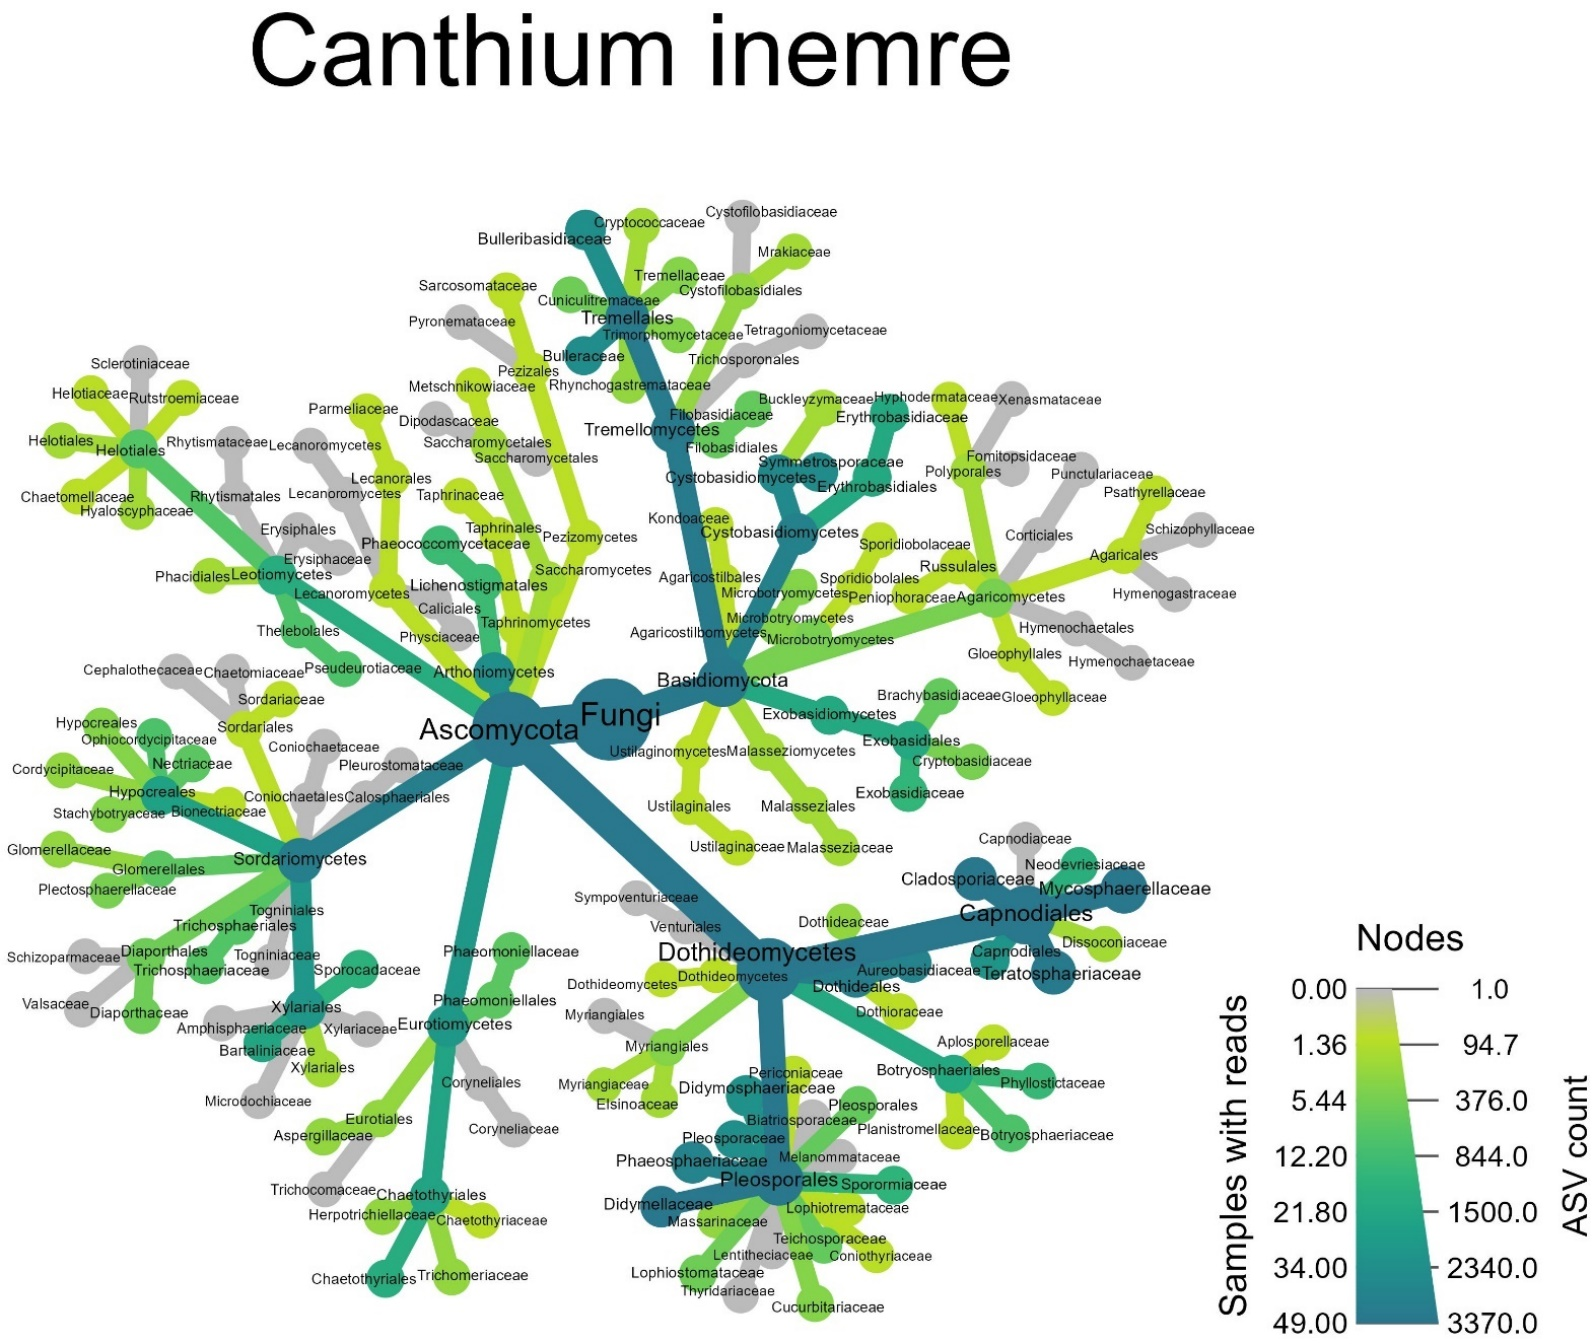 Canthium inemre
Cystofilobasidiaceae
Cryptococcaceae
Bulleribasidiaceae
Mrakiaceae
Tremellaceae
Sarcosomataceae
Cystofilobasidiales
Cuniculitremaceae
Tremellales
Pyronemataceae
Tetragoniomycetaceae
Trimorphomycetaceae
Bulleraceae
Trichosporonales
Sclerotiniaceae
Pezizales
Metschnikowiaceae
Rhynchogastremataceae
Helotiaceae
Rutstroemiaceae
Buckleyzymaceae
Hyphodermataceae
Xenasmataceae
Parmeliaceae
Filobasidiaceae
Erythrobasidiaceae
Dipodascaceae
Tremellomycetes
Helotiales
Rhytismataceae
Lecanoromycetes
Saccharomycetales
Filobasidiales
Helotiales
Saccharomycetales
Symmetrosporaceae
Fomitopsidaceae
Polyporales
Punctulariaceae
Lecanorales
Cystobasidiomycetes
Erythrobasidiales
Chaetomellaceae
Rhytismatales
Lecanoromycetes
Taphrinaceae
Psathyrellaceae
Hyaloscyphaceae
Kondoaceae
Erysiphales
Taphrinales
Pezizomycetes
Cystobasidiomycetes
Corticiales
Schizophyllaceae
Phaeococcomycetaceae
Sporidiobolaceae
Erysiphaceae
Agaricales
Phacidiales
Leotiomycetes
Saccharomycetes
Agaricostilbales
Sporidiobolales
Russulales
Lichenostigmatales
Lecanoromycetes
Microbotryomycetes
Peniophoraceae
Agaricomycetes
Hymenogastraceae
Caliciales
Taphrinomycetes
Microbotryomycetes
Thelebolales
Physciaceae
Agaricostilbomycetes
Microbotryomycetes
Hymenochaetales
Gloeophyllales
Hymenochaetaceae
Cephalothecaceae
Chaetomiaceae
Pseudeurotiaceae
Arthoniomycetes
Basidiomycota
Sordariaceae
Brachybasidiaceae
Gloeophyllaceae
Hypocreales
Sordariales
Ascomycota
Fungi
Exobasidiomycetes
Ophiocordycipitaceae
Coniochaetaceae
Exobasidiales
Ustilaginomycetes
Malasseziomycetes
Cordycipitaceae
Nectriaceae
Pleurostomataceae
Cryptobasidiaceae
Hypocreales
Coniochaetales
Calosphaeriales
Exobasidiaceae
Stachybotryaceae
Bionectriaceae
Ustilaginales
Malasseziales
Glomerellaceae
Sordariomycetes
Ustilaginaceae
Malasseziaceae
Capnodiaceae
Glomerellales
Neodevriesiaceae
Plectosphaerellaceae
Cladosporiaceae
Mycosphaerellaceae
Sympoventuriaceae
Togniniales
Capnodiales
Trichosphaeriales
Venturiales
Dothideaceae
Schizoparmaceae
Diaporthales
Togniniaceae
Phaeomoniellaceae
Dothideomycetes
Capnodiales
Dissoconiaceae
Trichosphaeriaceae
Sporocadaceae
Dothideomycetes
Dothideomycetes
Aureobasidiaceae
Teratosphaeriaceae
Dothideales
Valsaceae
Diaporthaceae
Xylariales
Phaeomoniellales
Myriangiales
Dothioraceae
Amphisphaeriaceae
Xylariaceae
Eurotiomycetes
Bartaliniaceae
Myriangiales
Aplosporellaceae
Xylariales
Coryneliales
Periconiaceae
Botryosphaeriales
Myriangiaceae
Didymosphaeriaceae
Phyllostictaceae
Microdochiaceae
Elsinoaceae
Pleosporales
Eurotiales
Biatriosporaceae
Aspergillaceae
Coryneliaceae
Pleosporaceae
Planistromellaceae
Botryosphaeriaceae
Phaeosphaeriaceae
Melanommataceae
Pleosporales
Sporormiaceae
Trichocomaceae
Chaetothyriales
Didymellaceae
Lophiotremataceae
Herpotrichiellaceae
Chaetothyriaceae
Massarinaceae
Teichosporaceae
Lentitheciaceae
Coniothyriaceae
Chaetothyriales
Trichomeriaceae
Lophiostomataceae
Thyridariaceae
Cucurbitariaceae
Nodes
Samples with reads
ASV count
0.00 1.0
1.36 94.7
5.44 376.0
12.20 844.0
21.80 1500.0
34.00 2340.0
49.00 3370.0